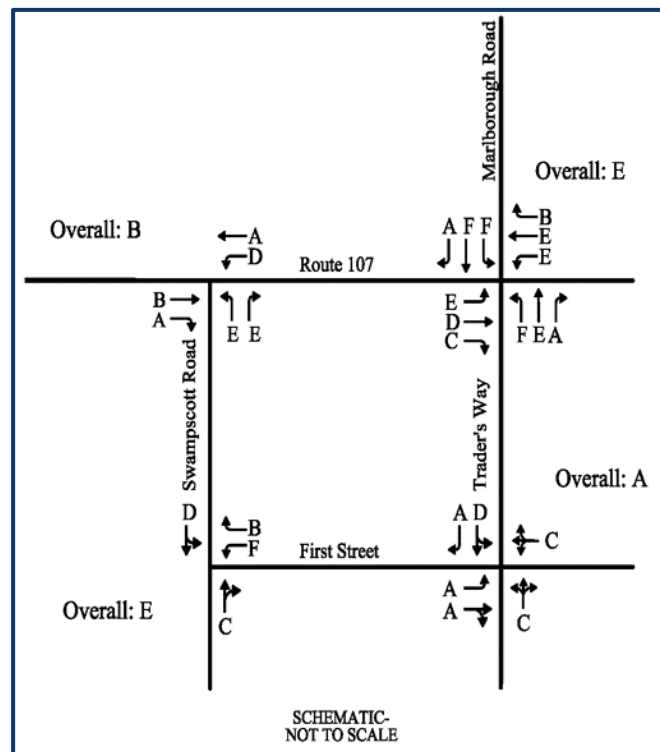 Marlborough Road
Overall: E
Overall: B
A
D
Route 107
A F F
B
E
E
B
A
E E
E
D
C
F E A
Swampscott Road
Trader's Way
Overall: A
D
B
F
First Street
A D
C
Overall: E
C
A
A
C
SCHEMATIC-
NOT TO SCALE